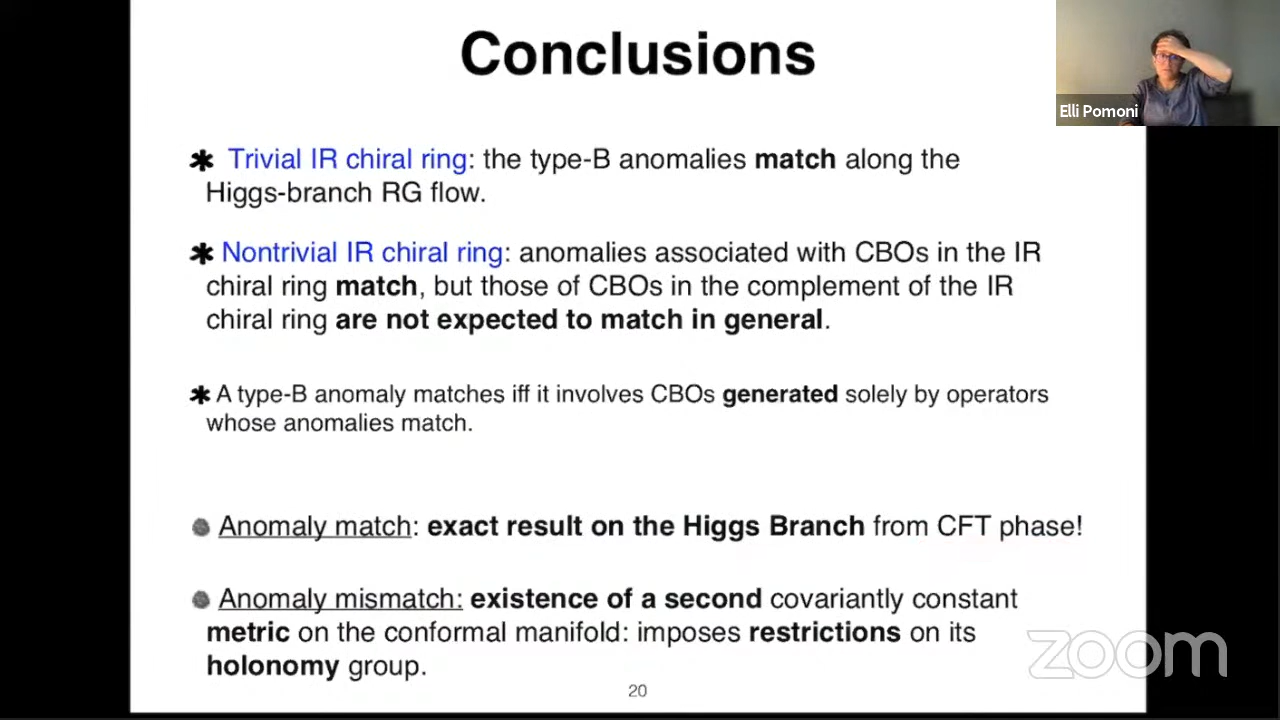 Conclusions
Elli Pomoni
✱ Trivial IR chiral ring: the type-B anomalies match along the
Higgs-branch RG flow.
✱ Nontrivial IR chiral ring: anomalies associated with CBOs in the IR
chiral ring match, but those of CBOs in the complement of the IR
chiral ring are not expected to match in general.
✱ A type-B anomaly matches iff it involves CBOs generated solely by operators
whose anomalies match.
Anomaly match: exact result on the Higgs Branch from CFT phase!
Anomaly mismatch: existence of a second covariantly constant
metric on the conformal manifold: imposes restrictions on its
holonomy group.
zoom
20